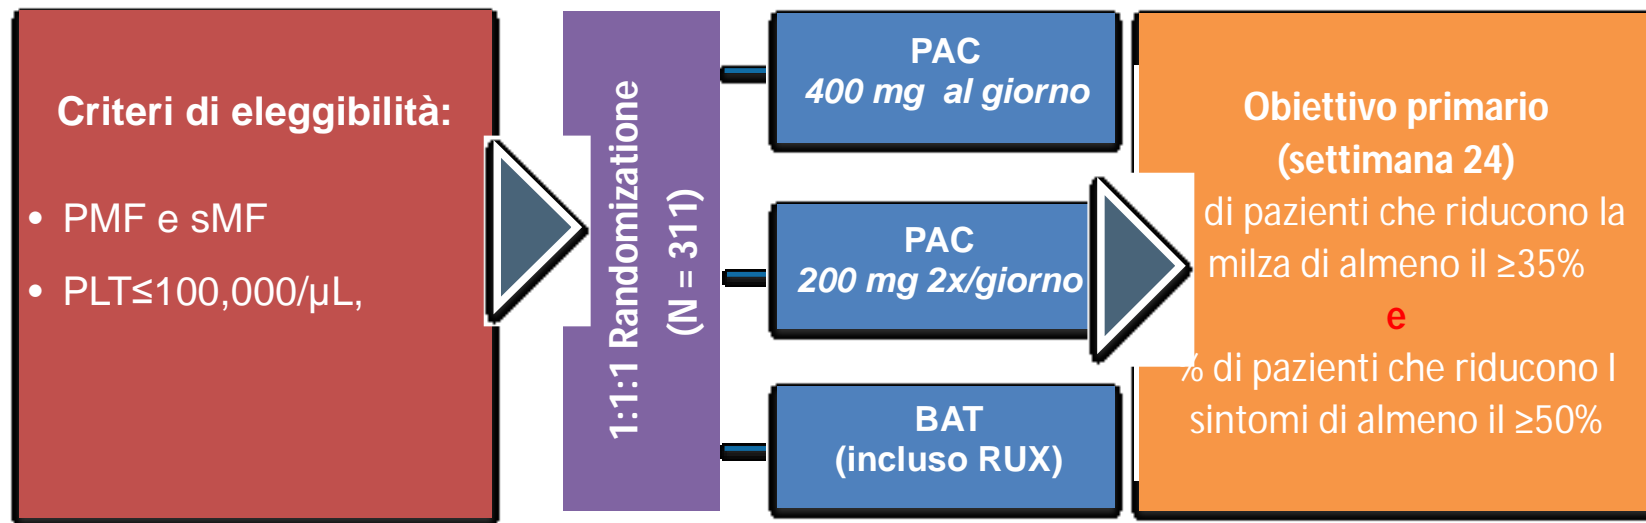 Criteri di eleggibilità:
• PMF e sMF
• PLT≤100,000/µL,
1:1:1 Randomizatione
(N = 311)
PAC
400 mg al giorno
PAC
200 mg 2x/giorno
BAT
(incluso RUX)
Obiettivo primario
(settimana 24)
di pazienti che riducono la
milza di almeno il ≥35%
e
% di pazienti che riducono I
sintomi di almeno il ≥50%